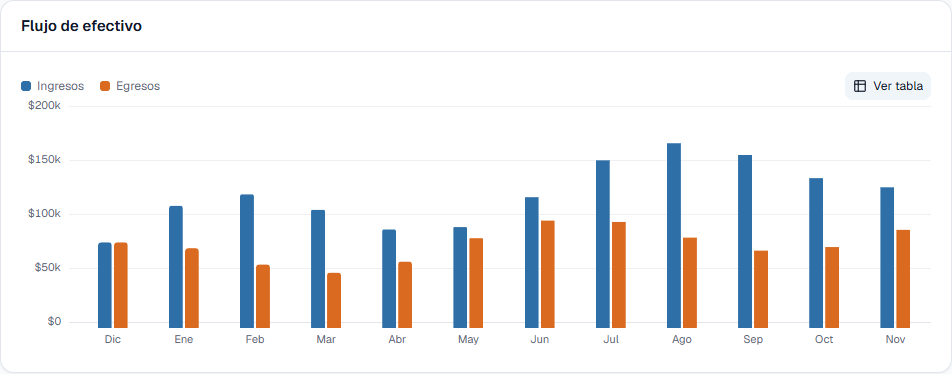 Flujo de efectivo
Ingresos Egresos Ver tabla
$200k
$150k
$100k
$50k
$0
Dic Ene Feb Mar Abr May Jun Jul Ago Sep Oct Nov